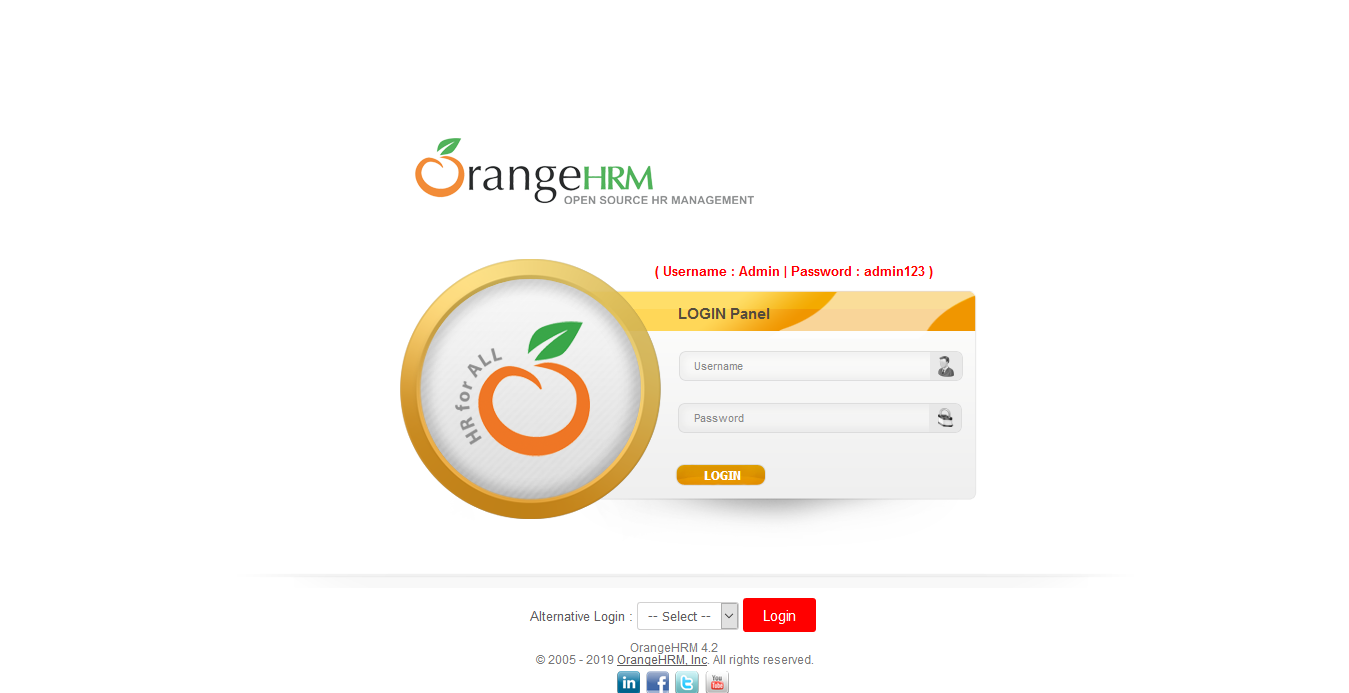 OrangeHRM
OPEN SOURCE HR MANAGEMENT
( Username : Admin | Password : admin123 )
LOGIN Panel
HR for ALL
Username
Password
LOGIN
Alternative Login : -- Select -- Login
OrangeHRM 4.2
© 2005 - 2019 OrangeHRM, Inc. All rights reserved.
in f t You Tube